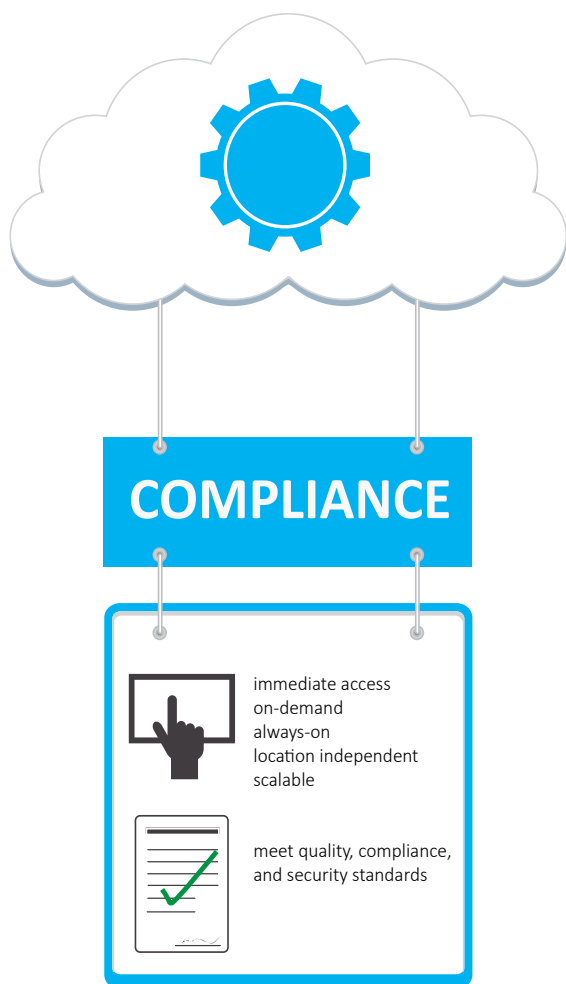 COMPLIANCE
immediate access
on-demand
always-on
location independent
scalable
meet quality, compliance,
and security standards